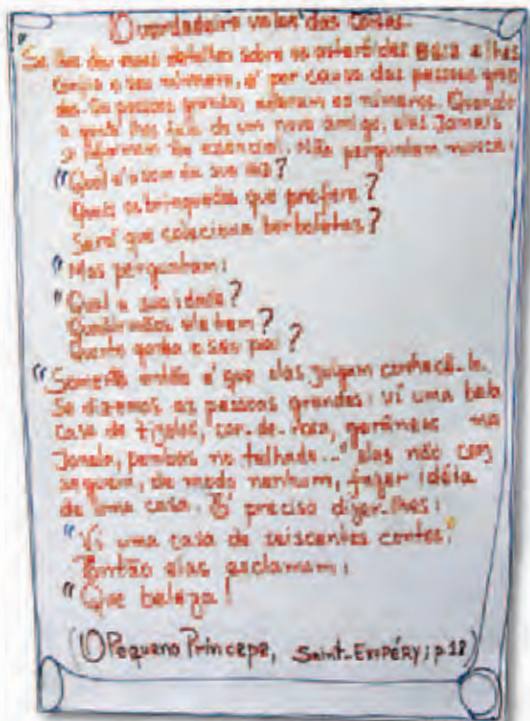 O verdadeiro valor das coisas.
"Se lhes dou esses detalhes sobre os asteróides B612 e lhes
conto o seu número, é por causa das pessoas gran
des. As pessoas grandes adoram os números. Quando
a gente lhes fala de um novo amigo, elas Jamais
se informam do essencial. Não perguntam nunca:
"Qual é o som da sua voz?
Quais os brinquedos que prefere?
Será que coleciona borboletas?
"Mas perguntam:
"Qual a sua idade?
Quantos irmãos ele tem?
Quanto ganha o seu pai?
"Somente então é que elas julgam conhecê-lo.
Se dizemos as pessoas grandes: vi uma bela
casa de tijolos, cor-de-rosa, gerâneos na
Janela, pombas no telhado..." elas não con
seguem, de modo nenhum, fazer idéia
de uma casa. É preciso dizer-lhes:
"Vi uma casa de seiscentos contos."
Então elas exclamam:
"Que beleza!
(O Pequeno Príncepe, Saint-Exupéry; p.18)